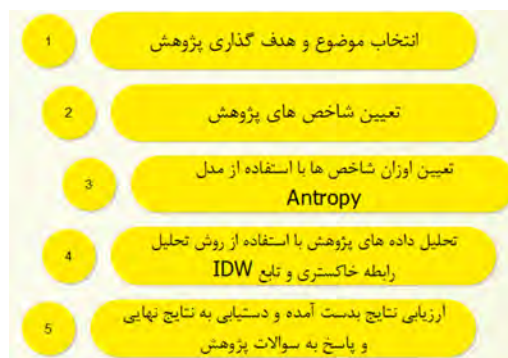 1 انتخاب موضوع و هدف گذاری پژوهش
2 تعیین شاخص های پژوهش
3 تعیین اوزان شاخص ها با استفاده از مدل
Antropy
4 تحلیل داده های پژوهش با استفاده از روش تحلیل
رابطه خاکستری و تابع IDW
5 ارزیابی نتایج بدست آمده و دستیابی به نتایج نهایی
و پاسخ به سوالات پژوهش